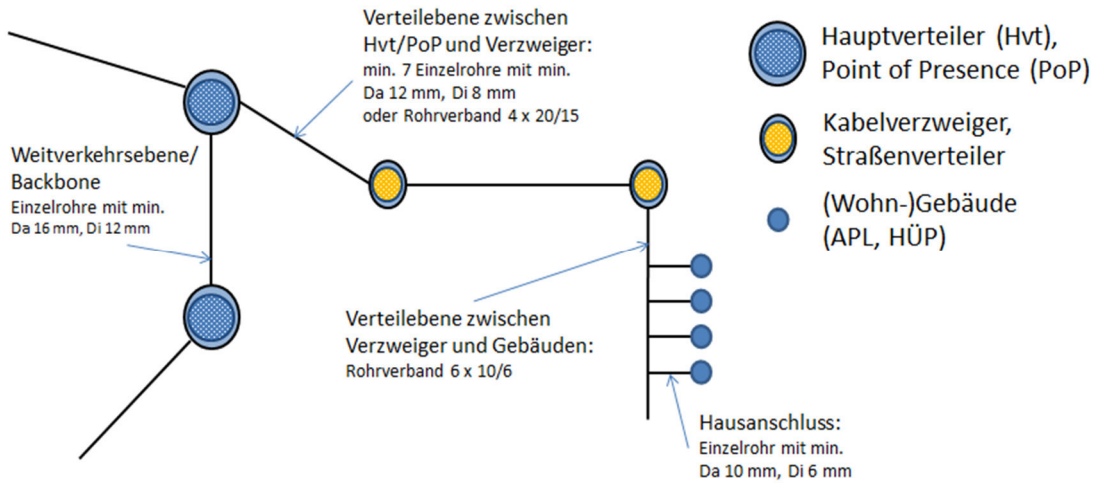 Verteilebene zwischen
Hvt/PoP und Verzweiger:
min. 7 Einzelrohre mit min.
Da 12 mm, Di 8 mm
oder Rohrverband 4 x 20/15
Hauptverteiler (Hvt),
Point of Presence (PoP)
Kabelverzweiger,
Straßenverteiler
(Wohn-)Gebäude
(APL, HÜP)
Weitverkehrsebene/
Backbone
Einzelrohre mit min.
Da 16 mm, Di 12 mm
Verteilebene zwischen
Verzweiger und Gebäuden:
Rohrverband 6 x 10/6
Hausanschluss:
Einzelrohr mit min.
Da 10 mm, Di 6 mm